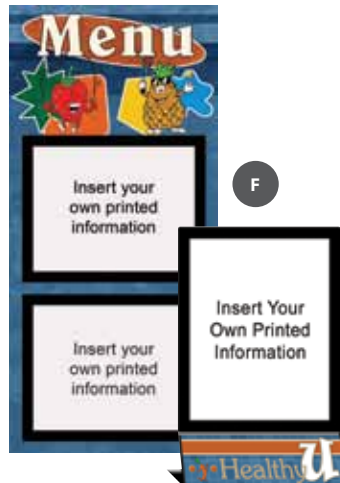 Menu
Insert your
own printed
information
F
Insert Your
Own Printed
Information
Insert your
own printed
information
Healthy U